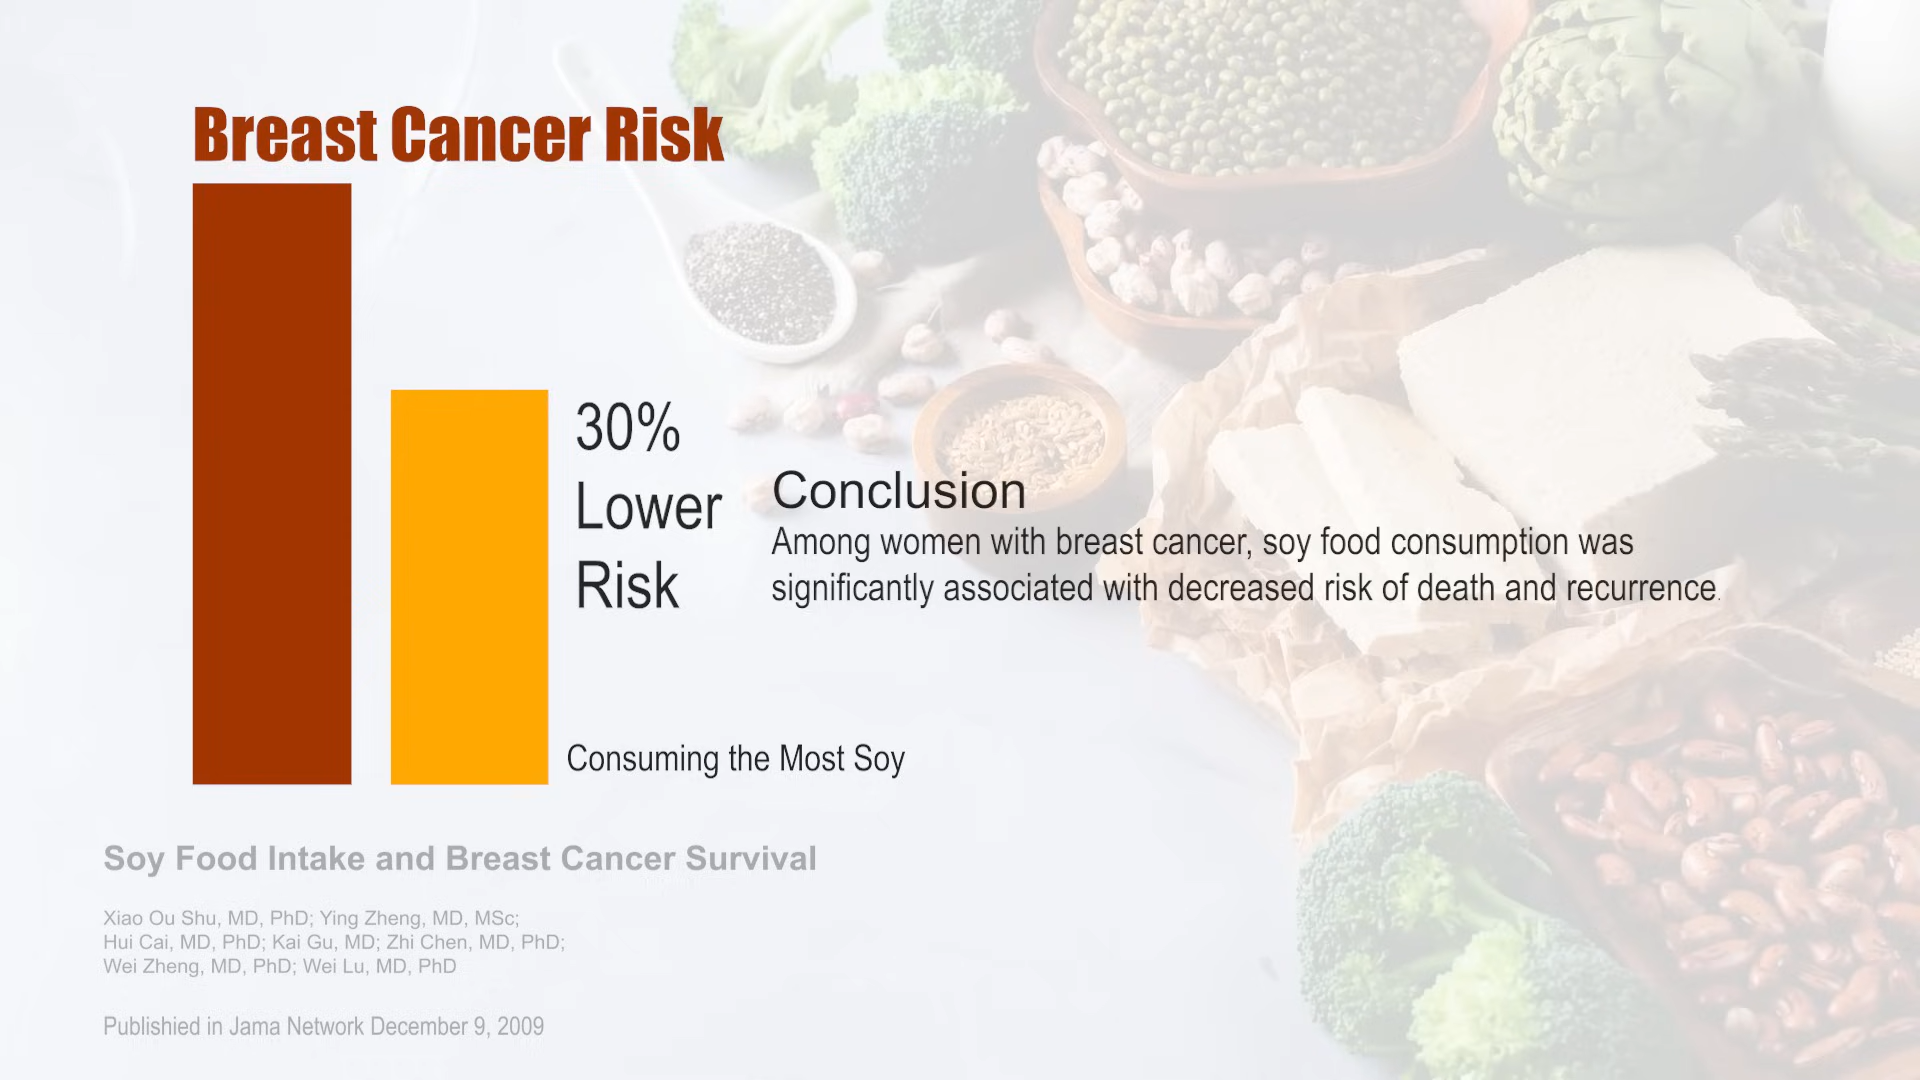 Breast Cancer Risk
30%
Lower
Risk
Conclusion
Among women with breast cancer, soy food consumption was
significantly associated with decreased risk of death and recurrence.
Consuming the Most Soy
Soy Food Intake and Breast Cancer Survival
Xiao Ou Shu, MD, PhD; Ying Zheng, MD, MSc;
Hui Cai, MD, PhD; Kai Gu, MD; Zhi Chen, MD, PhD;
Wei Zheng, MD, PhD; Wei Lu, MD, PhD
Publishied in Jama Network December 9, 2009